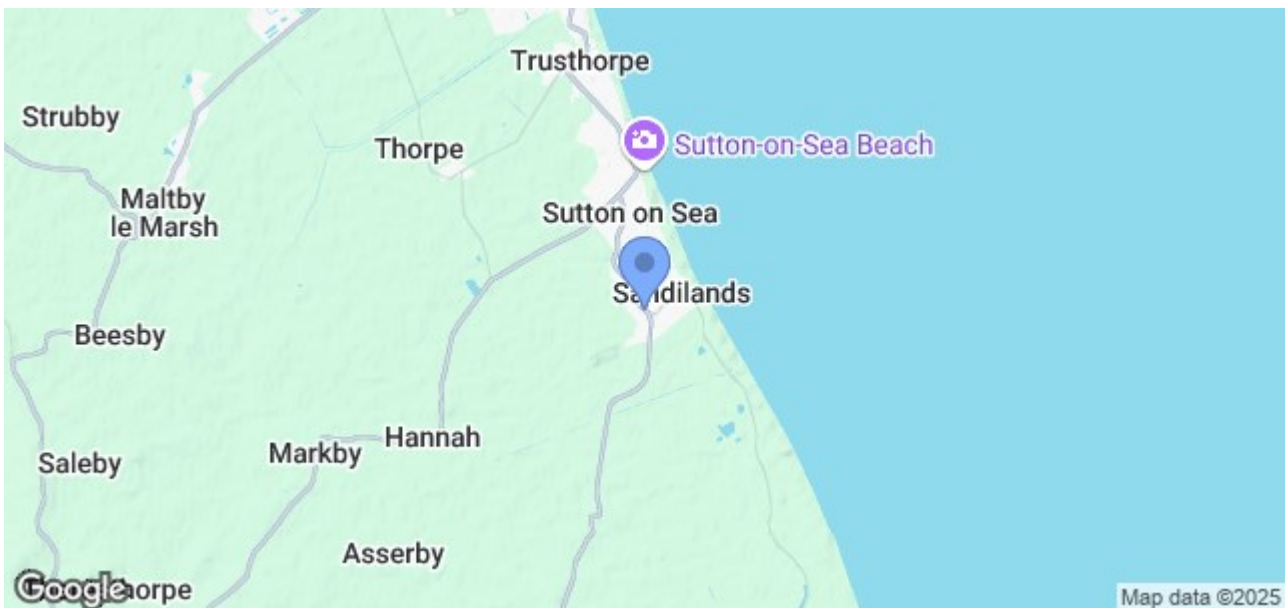 Trusthorpe
Strubby
Sutton-on-Sea Beach
Thorpe
Maltby
le Marsh
Sutton on Sea
Sandilands
Beesby
Hannah
Markby
Saleby
Asserby
Google
Map data ©2025